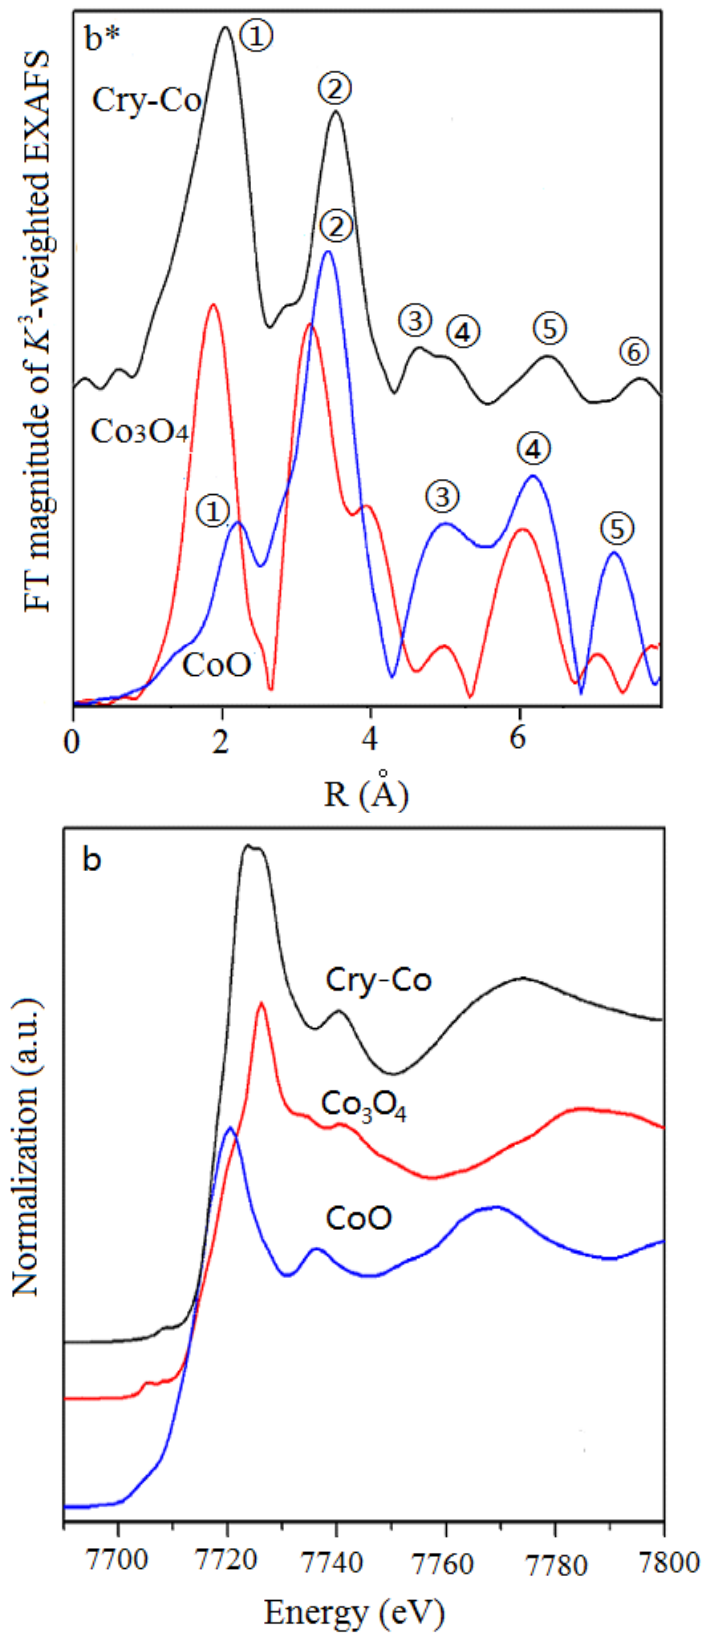 b*
①
Cry-Co
②
②
③ ④ ⑤ ⑥
Co3O4
①
③
④
⑤
CoO
FT magnitude of K³-weighted EXAFS
0 2 4 6
R (Å)
b
Cry-Co
Co₃O₄
CoO
Normalization (a.u.)
7700 7720 7740 7760 7780 7800
Energy (eV)